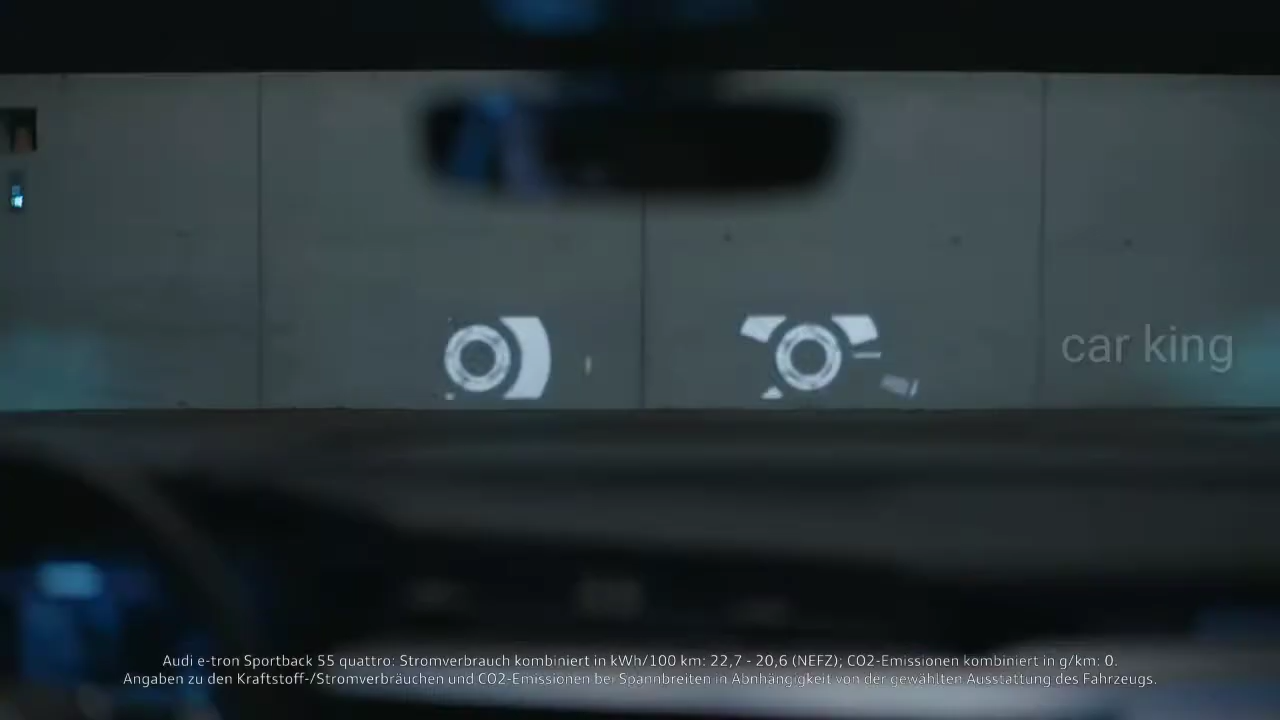 car king
Audi e-tron Sportback 55 quattro: Stromverbrauch kombiniert in kWh/100 km: 22,7 - 20,6 (NEFZ); CO2-Emissionen kombiniert in g/km: 0.
Angaben zu den Kraftstoff-/Stromverbräuchen und CO2-Emissionen bei Spannbreiten in Abnhängigkeit von der gewählten Ausstattung des Fahrzeugs.